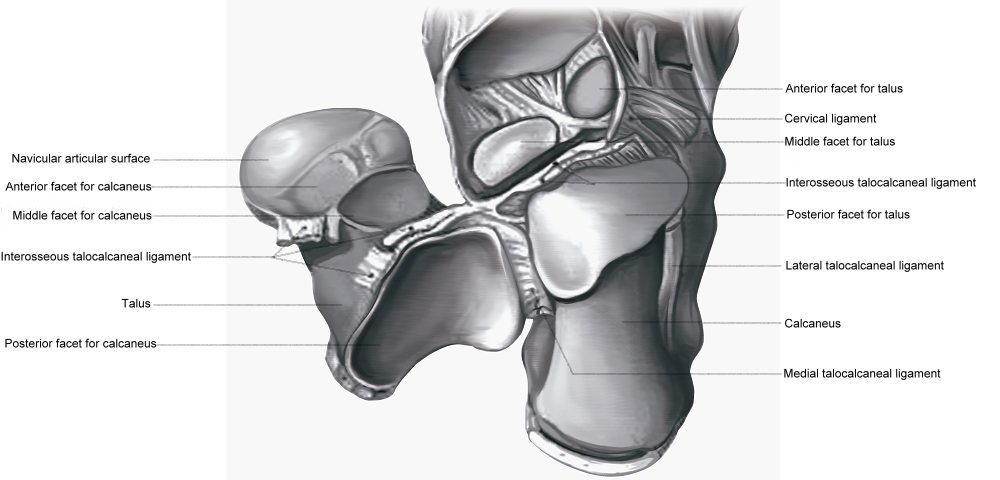 Navicular articular surface
Anterior facet for calcaneus
Middle facet for calcaneus
Interosseous talocalcaneal ligament
Talus
Posterior facet for calcaneus
Anterior facet for talus
Cervical ligament
Middle facet for talus
Interosseous talocalcaneal ligament
Posterior facet for talus
Lateral talocalcaneal ligament
Calcaneus
Medial talocalcaneal ligament